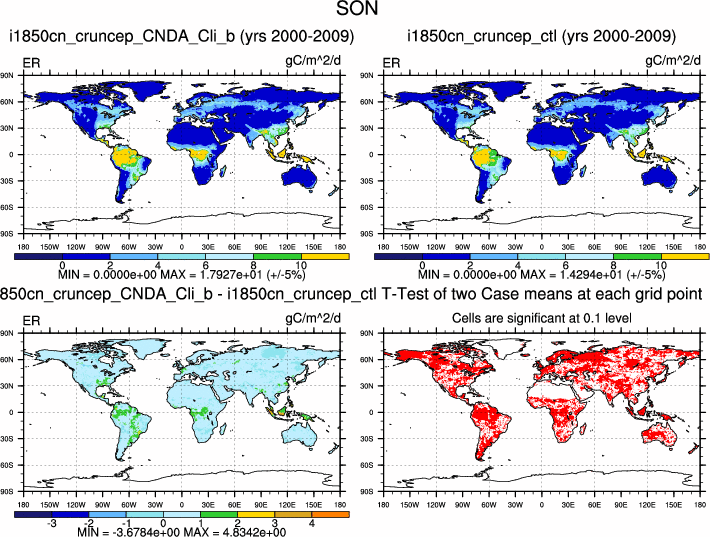 SON
i1850cn_cruncep_CNDA_Cli_b (yrs 2000-2009)
i1850cn_cruncep_ctl (yrs 2000-2009)
ER gC/m^2/d
ER gC/m^2/d
90N
60N
30N
0
30S
60S
90S
180 150W 120W 90W 60W 30W 0 30E 60E 90E 120E 150E 180
0 2 4 6 8 10
MIN = 0.0000e+00 MAX = 1.7927e+01 (+/-5%)
90N
60N
30N
0
30S
60S
90S
180 150W 120W 90W 60W 30W 0 30E 60E 90E 120E 150E 180
0 2 4 6 8 10
MIN = 0.0000e+00 MAX = 1.4294e+01 (+/-5%)
850cn_cruncep_CNDA_Cli_b - i1850cn_cruncep_ctl
T-Test of two Case means at each grid point
ER gC/m^2/d
Cells are significant at 0.1 level
90N
60N
30N
0
30S
60S
90S
180 150W 120W 90W 60W 30W 0 30E 60E 90E 120E 150E 180
-3 -2 -1 0 1 2 3 4
MIN = -3.6784e+00 MAX = 4.8342e+00
90N
60N
30N
0
30S
60S
90S
180 150W 120W 90W 60W 30W 0 30E 60E 90E 120E 150E 180